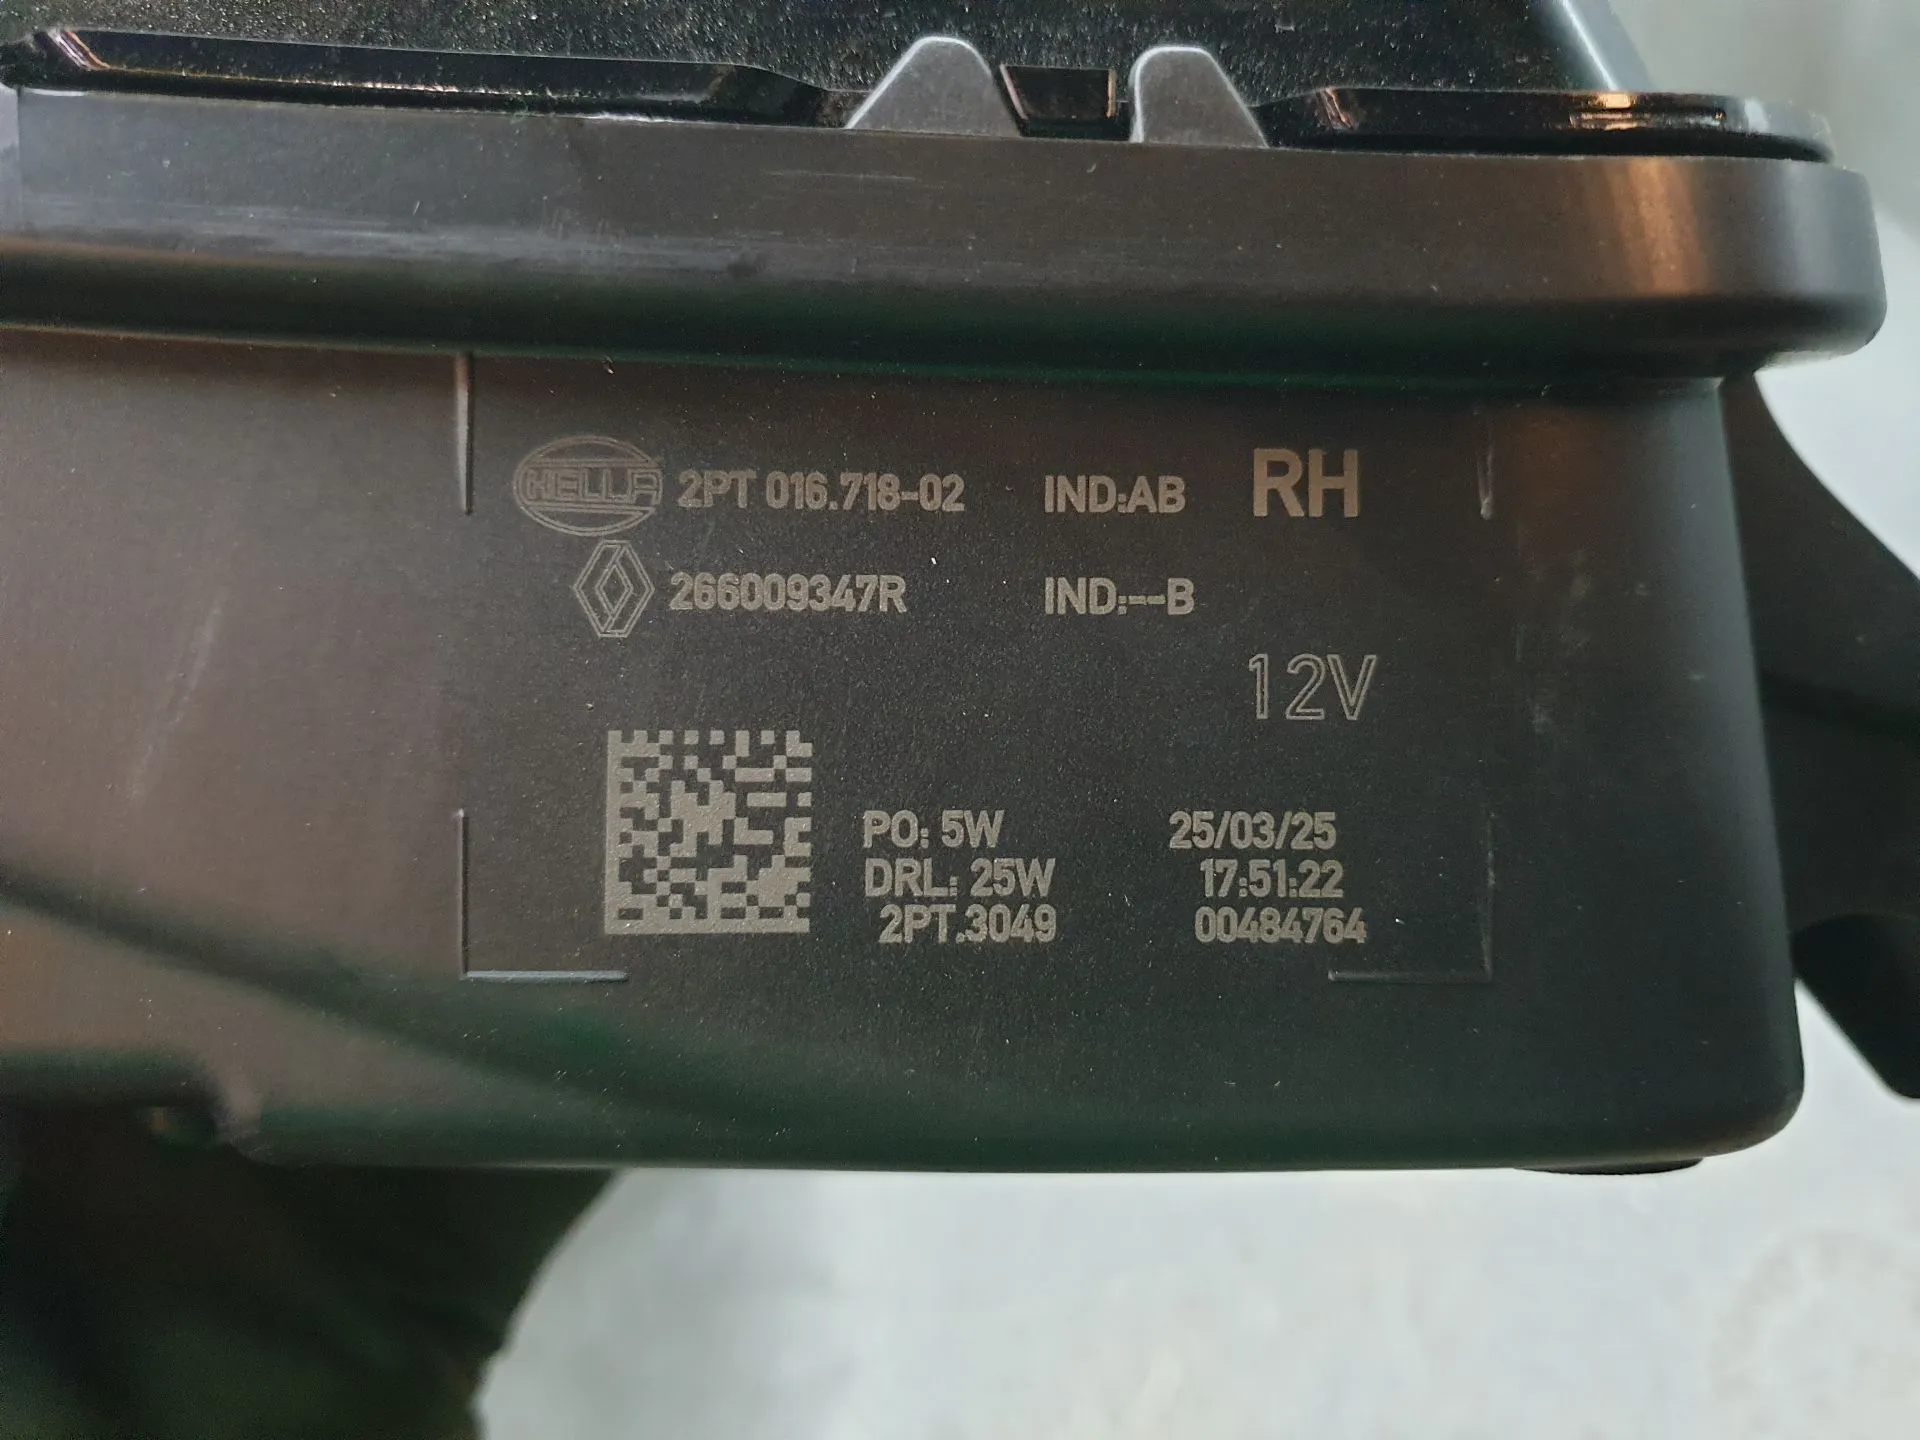 HELLA 2PT 016.718-02 IND:AB RH
266009347R IND:--B
12V
PO: 5W 25/03/25
DRL: 25W 17:51:22
2PT.3049 00484764